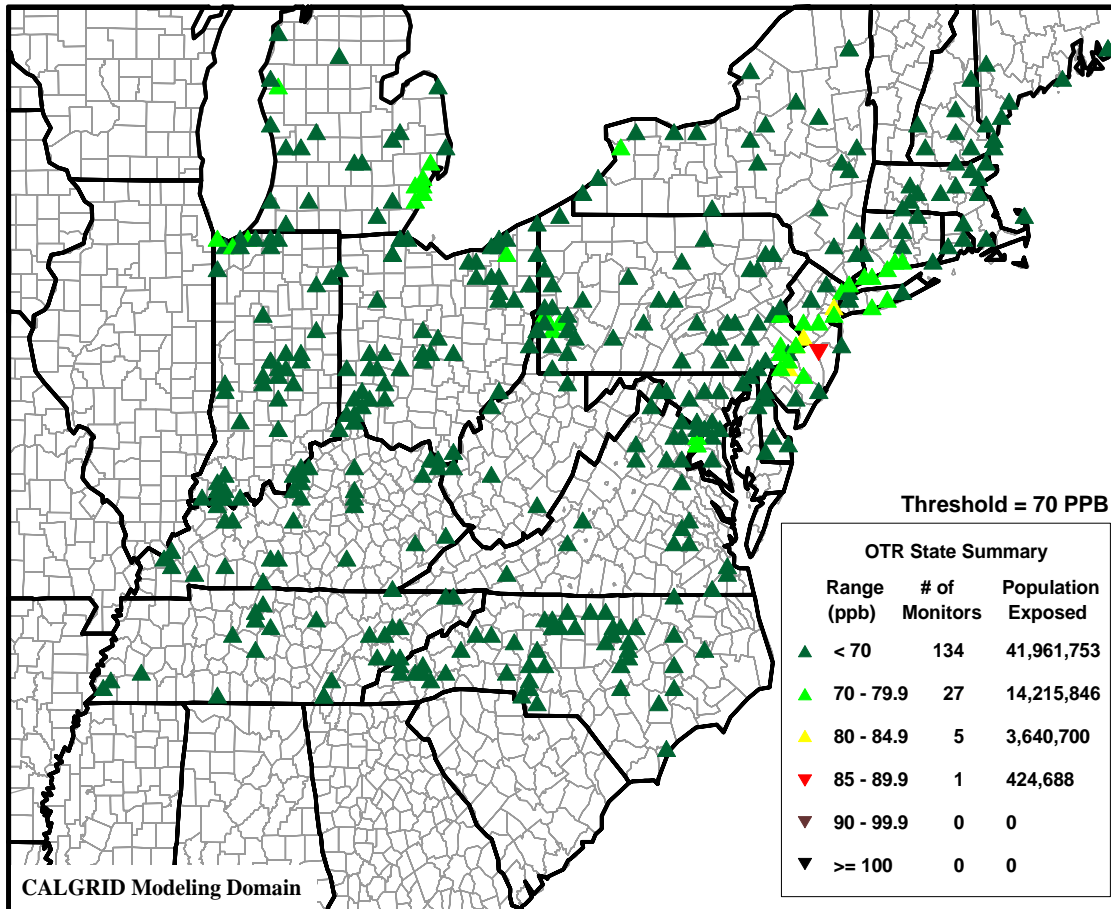 Threshold = 70 PPB
OTR State Summary
Range # of Population
(ppb) Monitors Exposed
< 70 134 41,961,753
70 - 79.9 27 14,215,846
80 - 84.9 5 3,640,700
85 - 89.9 1 424,688
90 - 99.9 0 0
>= 100 0 0
CALGRID Modeling Domain